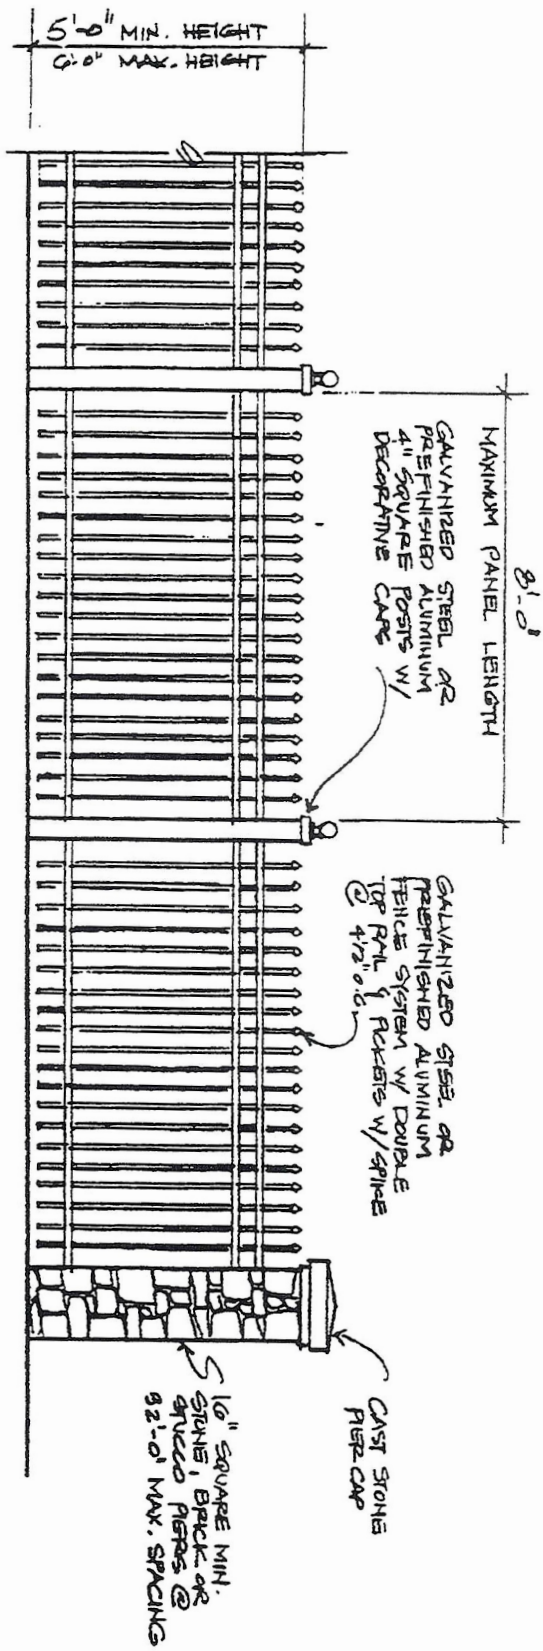 5'-0" MIN. HEIGHT
6'-0" MAX. HEIGHT
8'-0"
MAXIMUM PANEL LENGTH
GALVANIZED STEEL OR
PREFINISHED ALUMINUM
4" SQUARE POSTS W/
DECORATIVE CAPS
GALVANIZED STEEL OR
PREFINISHED ALUMINUM
FENCE SYSTEM W/ DOUBLE
TOP RAIL & PICKETS W/ SPIKE
@ 4 1/2" o.c.
CAST STONE
PIER CAP
16" SQUARE MIN.
STONE, BRICK OR
STUCCO PIERS @
32'-0" MAX. SPACING